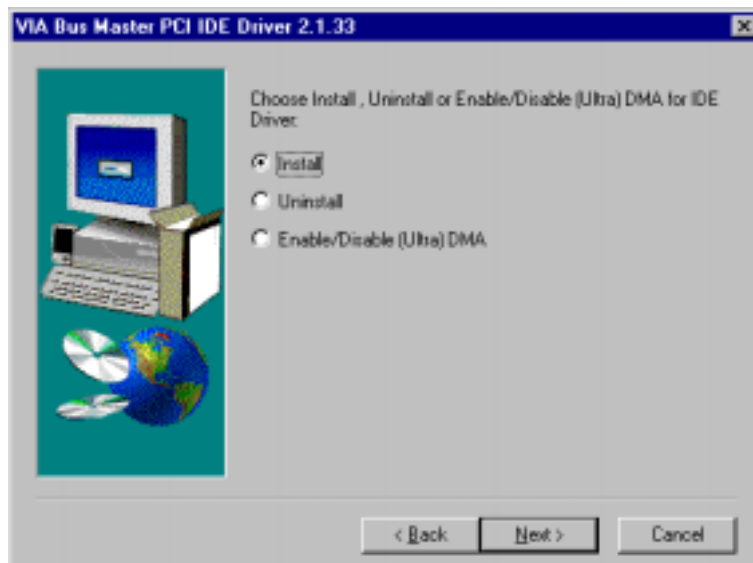 VIA Bus Master PCI IDE Driver 2.1.33
Choose Install , Uninstall or Enable/Disable (Ultra) DMA for IDE
Driver.
Install
Uninstall
Enable/Disable (Ultra) DMA
< Back
Next >
Cancel